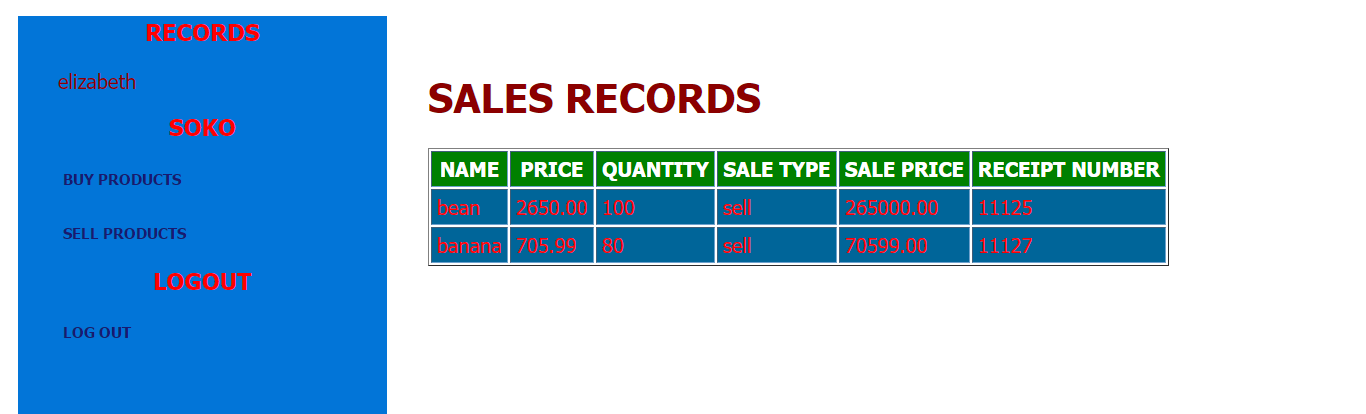 RECORDS
elizabeth
SOKO
BUY PRODUCTS
SELL PRODUCTS
LOGOUT
LOG OUT
SALES RECORDS
NAME PRICE QUANTITY SALE TYPE SALE PRICE RECEIPT NUMBER
bean 2650.00 100 sell 265000.00 11125
banana 705.99 80 sell 70599.00 11127